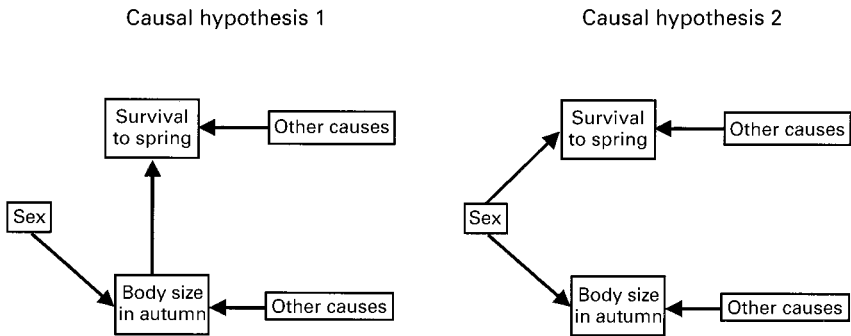 Causal hypothesis 1
Survival
to spring
Other causes
Sex
Body size
in autumn
Other causes
Causal hypothesis 2
Survival
to spring
Other causes
Sex
Body size
in autumn
Other causes